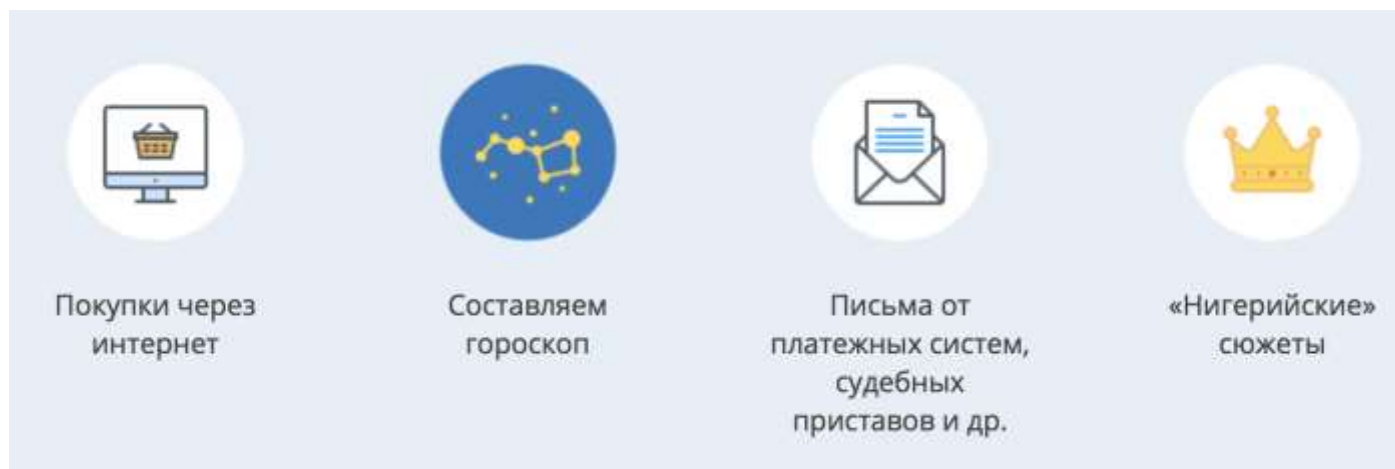 Покупки через
интернет
Составляем
гороскоп
Письма от
платежных систем,
судебных
приставов и др.
«Нигерийские»
сюжеты